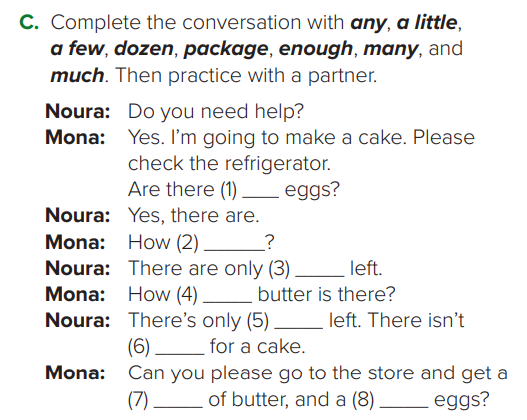 C. Complete the conversation with any, a little,
a few, dozen, package, enough, many, and
much. Then practice with a partner.
Noura: Do you need help?
Mona: Yes. I'm going to make a cake. Please
check the refrigerator.
Are there (1) ____ eggs?
Noura: Yes, there are.
Mona: How (2) ______?
Noura: There are only (3) _____ left.
Mona: How (4) _____ butter is there?
Noura: There's only (5) _____ left. There isn't
(6) _____ for a cake.
Mona: Can you please go to the store and get a
(7) _____ of butter, and a (8) _____ eggs?